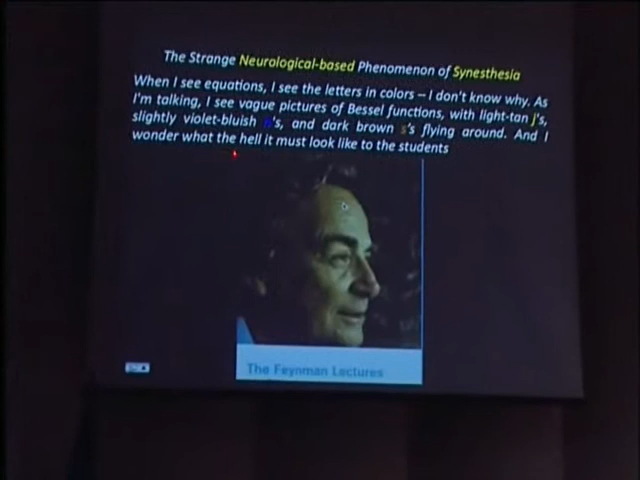 The Strange Neurological-based Phenomenon of Synesthesia
When I see equations, I see the letters in colors – I don't know why. As
I'm talking, I see vague pictures of Bessel functions, with light-tan j's,
slightly violet-bluish n's, and dark brown s's flying around. And I
wonder what the hell it must look like to the students
The Feynman Lectures